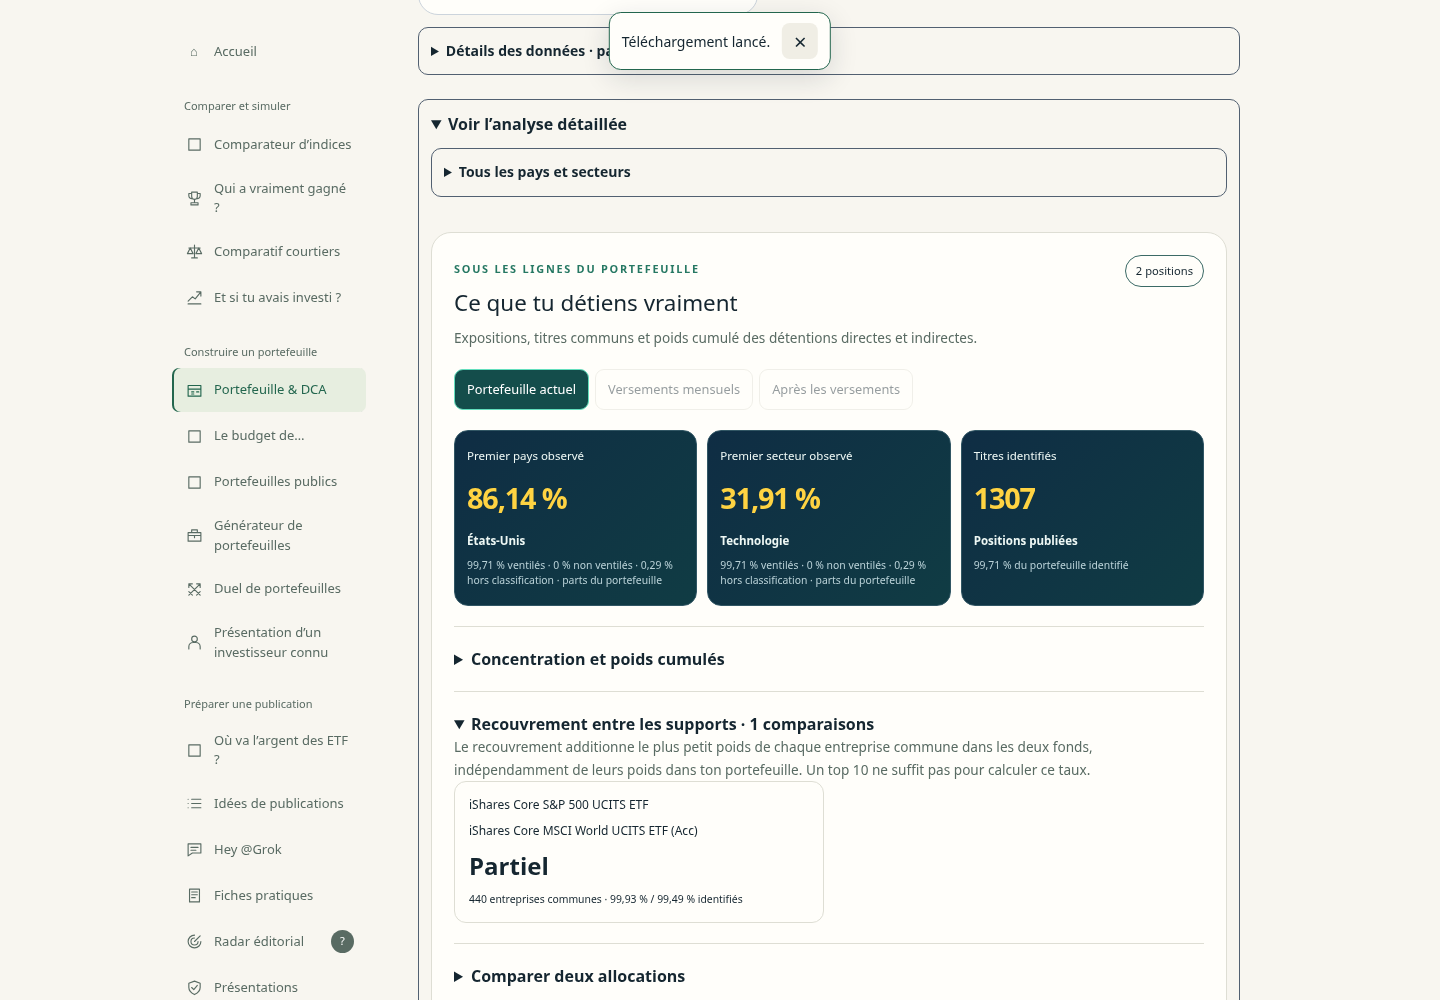 Accueil
Comparer et simuler
Comparateur d’indices
Qui a vraiment gagné
?
Comparatif courtiers
Et si tu avais investi ?
Construire un portefeuille
Portefeuille & DCA
Le budget de…
Portefeuilles publics
Générateur de
portefeuilles
Duel de portefeuilles
Présentation d’un
investisseur connu
Préparer une publication
Où va l’argent des ETF
?
Idées de publications
Hey @Grok
Fiches pratiques
Radar éditorial ?
Présentations
Téléchargement lancé. ✕
Détails des données ·
Voir l’analyse détaillée
Tous les pays et secteurs
SOUS LES LIGNES DU PORTEFEUILLE
2 positions
Ce que tu détiens vraiment
Expositions, titres communs et poids cumulé des détentions directes et indirectes.
Portefeuille actuel
Versements mensuels
Après les versements
Premier pays observé
86,14 %
États-Unis
99,71 % ventilés · 0 % non ventilés · 0,29 %
hors classification · parts du portefeuille
Premier secteur observé
31,91 %
Technologie
99,71 % ventilés · 0 % non ventilés · 0,29 %
hors classification · parts du portefeuille
Titres identifiés
1307
Positions publiées
99,71 % du portefeuille identifié
Concentration et poids cumulés
Recouvrement entre les supports · 1 comparaisons
Le recouvrement additionne le plus petit poids de chaque entreprise commune dans les deux fonds,
indépendamment de leurs poids dans ton portefeuille. Un top 10 ne suffit pas pour calculer ce taux.
iShares Core S&P 500 UCITS ETF
iShares Core MSCI World UCITS ETF (Acc)
Partiel
440 entreprises communes · 99,93 % / 99,49 % identifiés
Comparer deux allocations